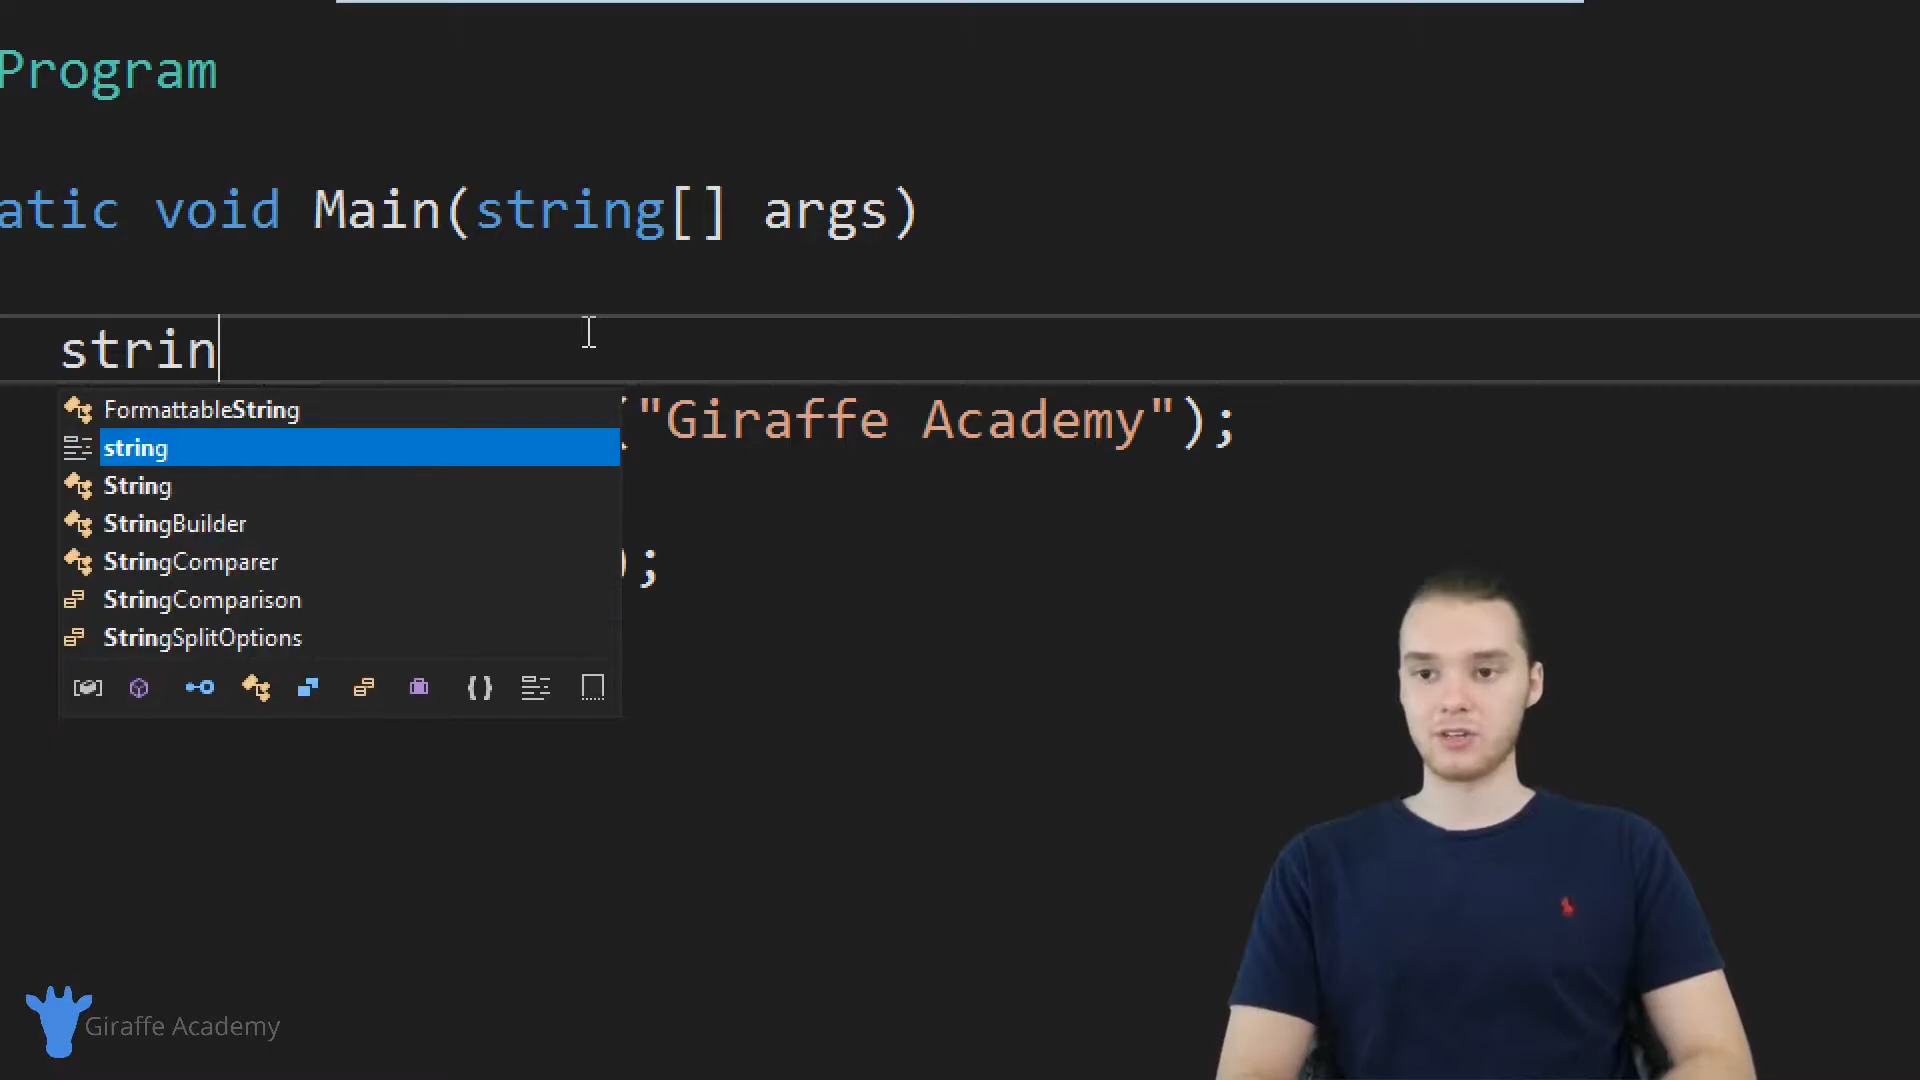 Program
atic void Main(string[] args)
strin
FormattableString
("Giraffe Academy");
string
String
StringBuilder
StringComparer
);
StringComparison
StringSplitOptions
Giraffe Academy